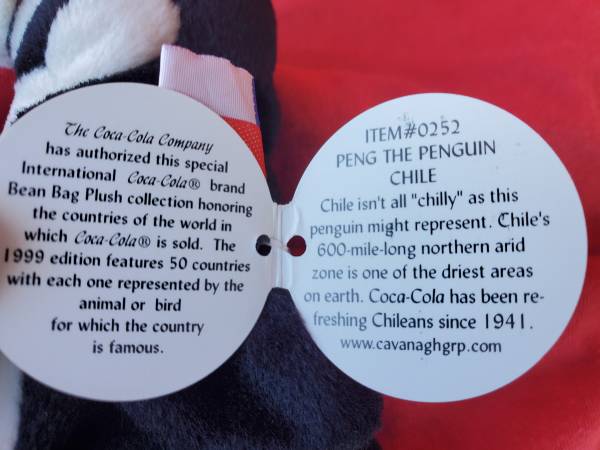 The Coca-Cola Company
has authorized this special
International Coca-Cola® brand
Bean Bag Plush collection honoring
the countries of the world in
which Coca-Cola® is sold. The
1999 edition features 50 countries
with each one represented by the
animal or bird
for which the country
is famous.
ITEM#0252
PENG THE PENGUIN
CHILE
Chile isn't all "chilly" as this
penguin might represent. Chile's
600-mile-long northern arid
zone is one of the driest areas
on earth. Coca-Cola has been re-
freshing Chileans since 1941.
www.cavanaghgrp.com